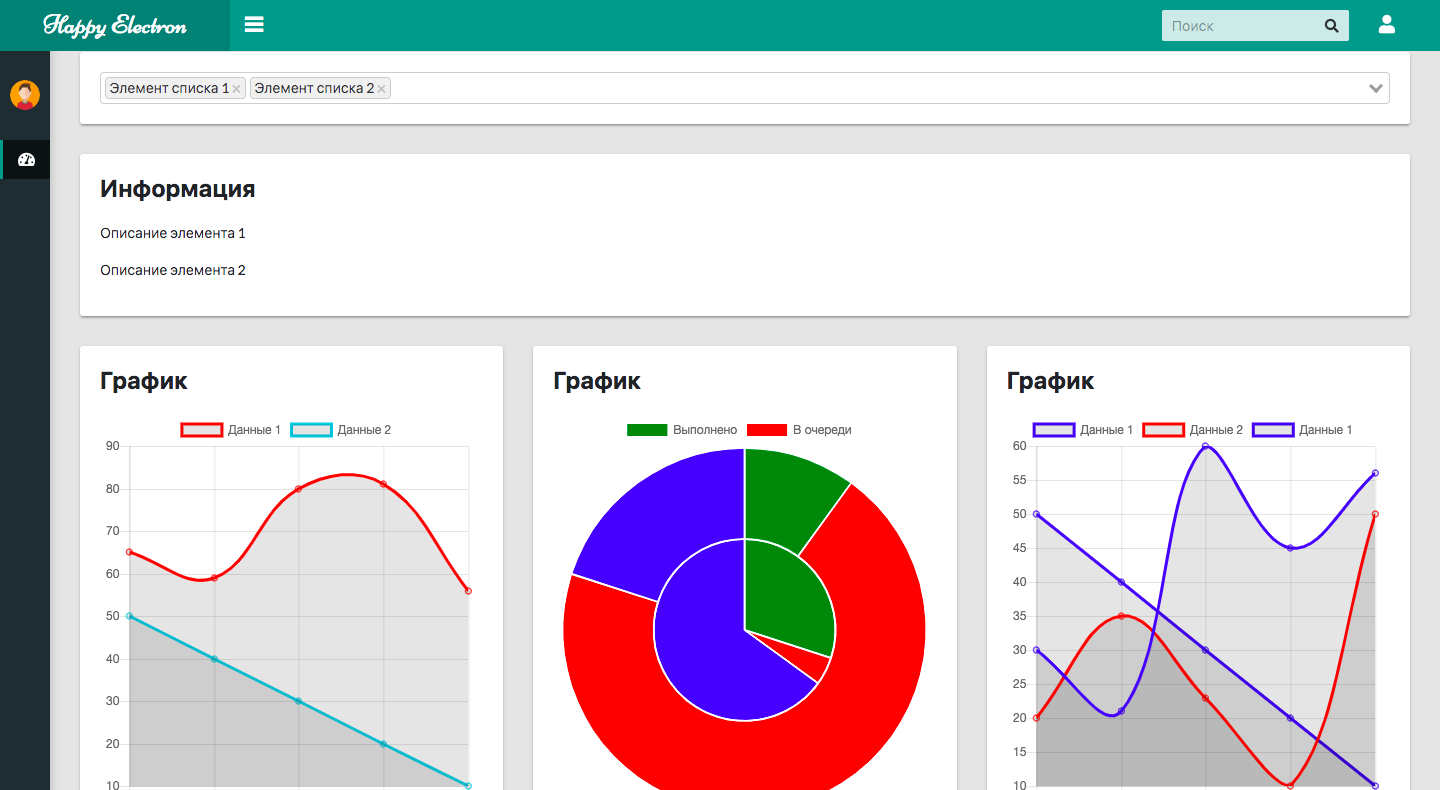 Happy Electron
Поиск
Элемент списка 1× Элемент списка 2×
Информация
Описание элемента 1
Описание элемента 2
График
Данные 1 Данные 2
90
80
70
60
50
40
30
20
10
График
Выполнено В очереди
График
Данные 1 Данные 2 Данные 1
60
55
50
45
40
35
30
25
20
15
10